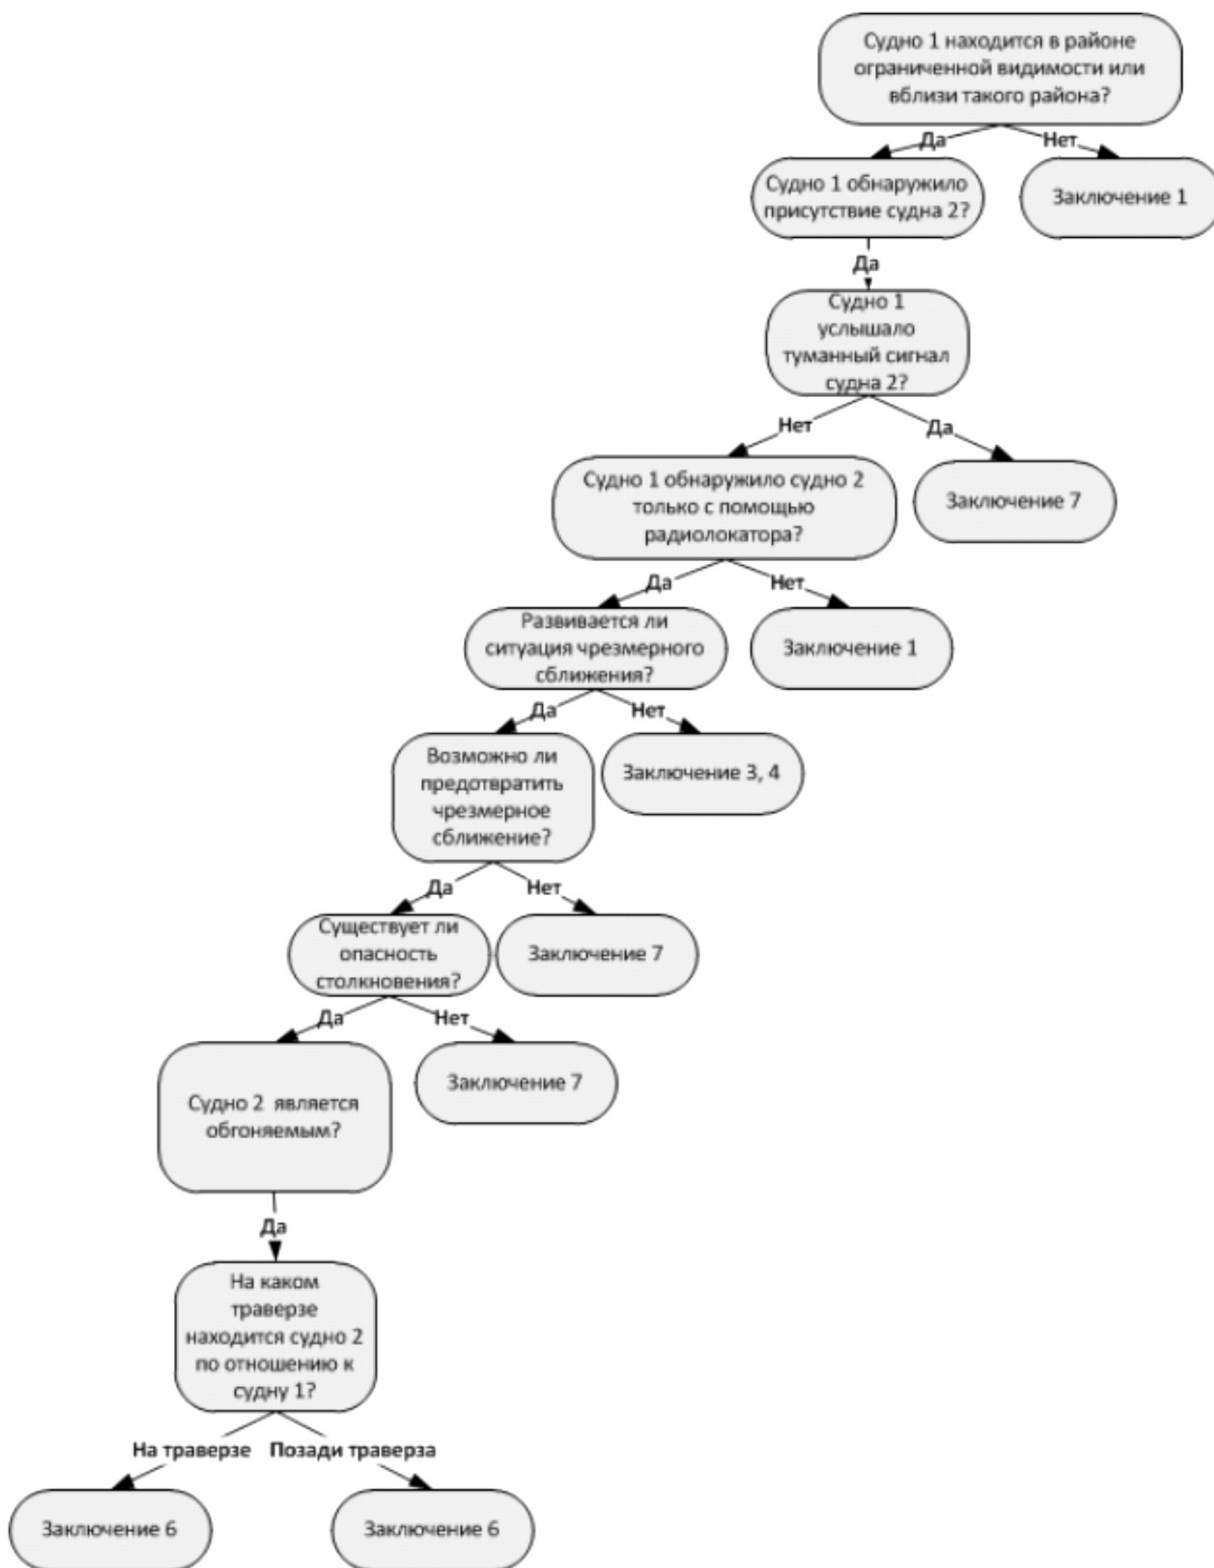 Судно 1 находится в районе
ограниченной видимости или
вблизи такого района?
Да
Нет
Судно 1 обнаружило
присутствие судна 2?
Заключение 1
Да
Судно 1
услышало
туманный сигнал
судна 2?
Нет
Да
Судно 1 обнаружило судно 2
только с помощью
радиолокатора?
Заключение 7
Да
Нет
Развивается ли
ситуация чрезмерного
сближения?
Заключение 1
Да
Нет
Возможно ли
предотвратить
чрезмерное
сближение?
Заключение 3, 4
Да
Нет
Существует ли
опасность
столкновения?
Заключение 7
Да
Нет
Судно 2 является
обгоняемым?
Заключение 7
Да
На каком
траверзе
находится судно 2
по отношению к
судну 1?
На траверзе
Позади траверза
Заключение 6
Заключение 6